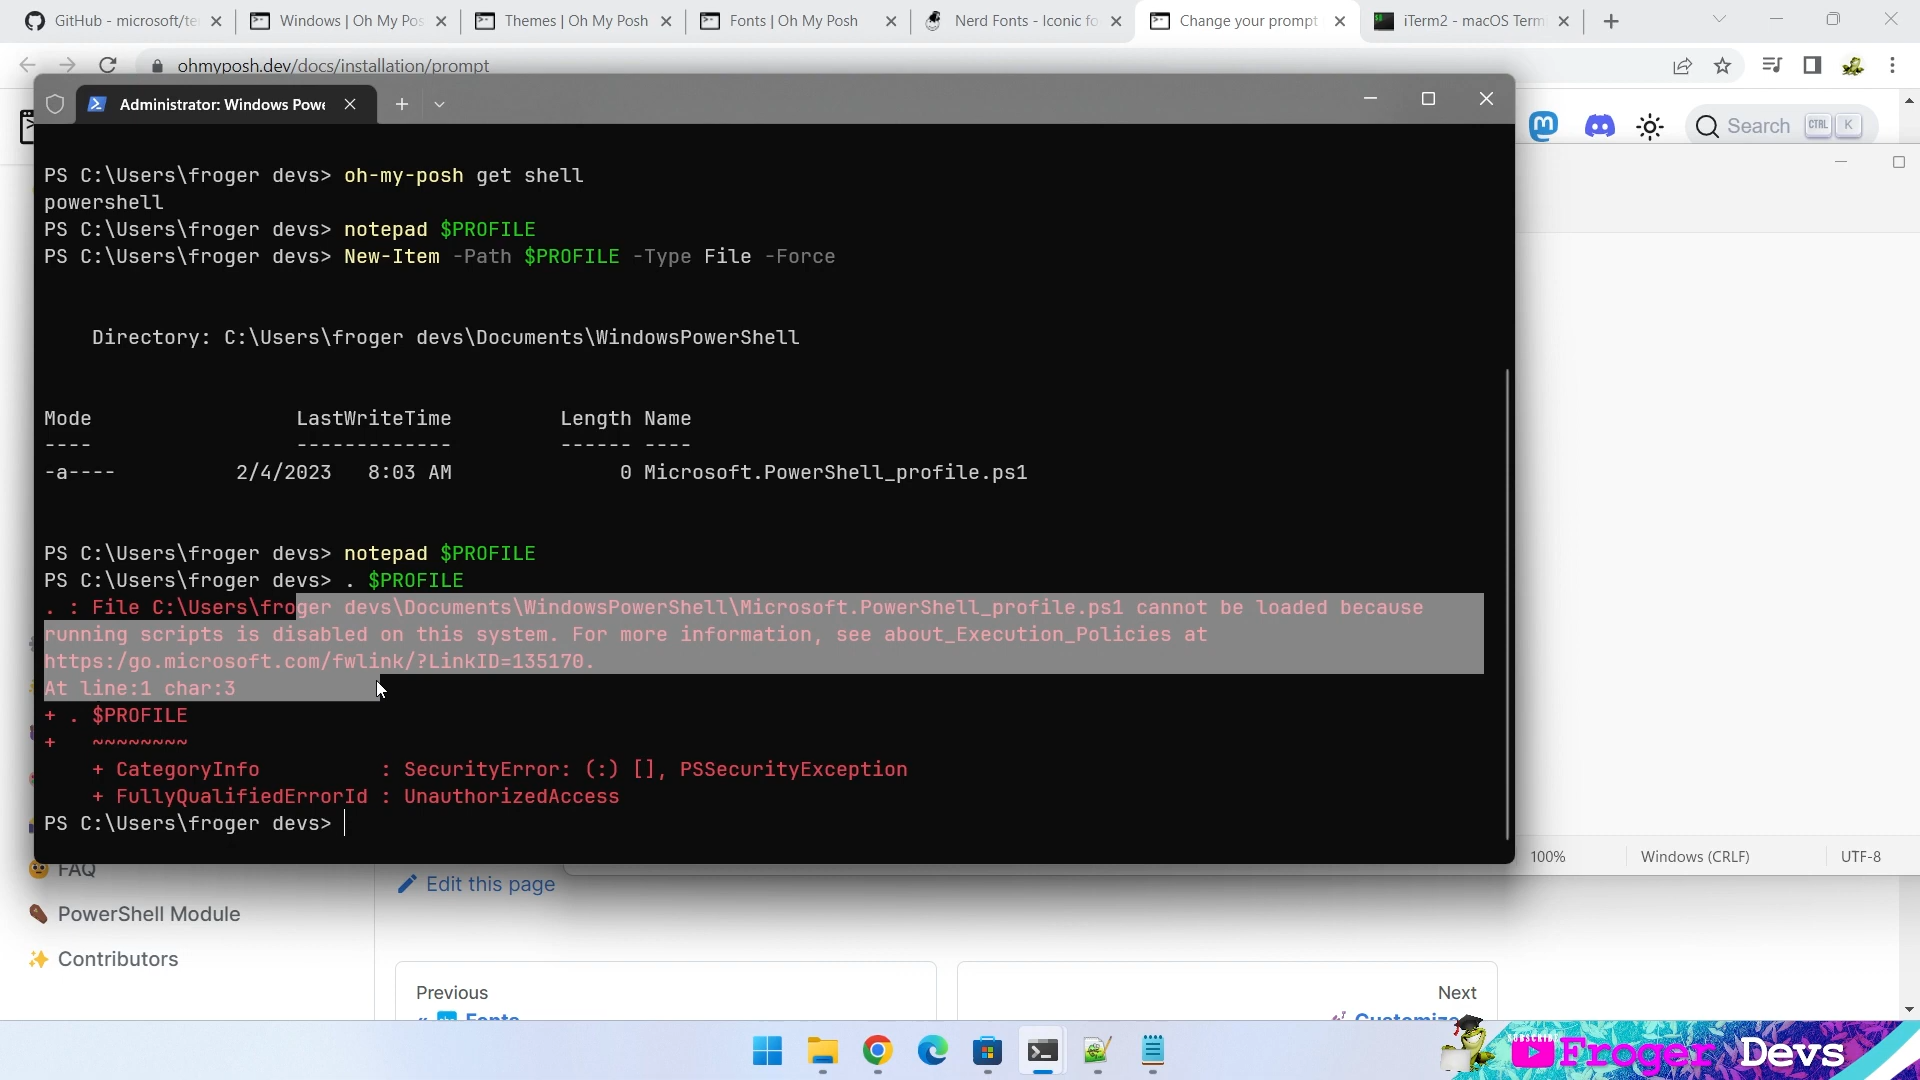 GitHub - microsoft/te
Windows | Oh My Pos
Themes | Oh My Posh
Fonts | Oh My Posh
Nerd Fonts - Iconic fo
Change your prompt
iTerm2 - macOS Term
ohmyposh.dev/docs/installation/prompt
Administrator: Windows Powe
Search CTRL K
PS C:\Users\froger devs> oh-my-posh get shell
powershell
PS C:\Users\froger devs> notepad $PROFILE
PS C:\Users\froger devs> New-Item -Path $PROFILE -Type File -Force
Directory: C:\Users\froger devs\Documents\WindowsPowerShell
Mode LastWriteTime Length Name
---- ------------- ------ ----
-a---- 2/4/2023 8:03 AM 0 Microsoft.PowerShell_profile.ps1
PS C:\Users\froger devs> notepad $PROFILE
PS C:\Users\froger devs> . $PROFILE
. : File C:\Users\froger devs\Documents\WindowsPowerShell\Microsoft.PowerShell_profile.ps1 cannot be loaded because
running scripts is disabled on this system. For more information, see about_Execution_Policies at
https:/go.microsoft.com/fwlink/?LinkID=135170.
At line:1 char:3
+ . $PROFILE
+ ~~~~~~~~
+ CategoryInfo : SecurityError: (:) [], PSSecurityException
+ FullyQualifiedErrorId : UnauthorizedAccess
PS C:\Users\froger devs>
100% Windows (CRLF) UTF-8
FAQ
Edit this page
PowerShell Module
Contributors
Previous
« Fonts
Next
Customize
SUBSCRIBE
Froger Devs